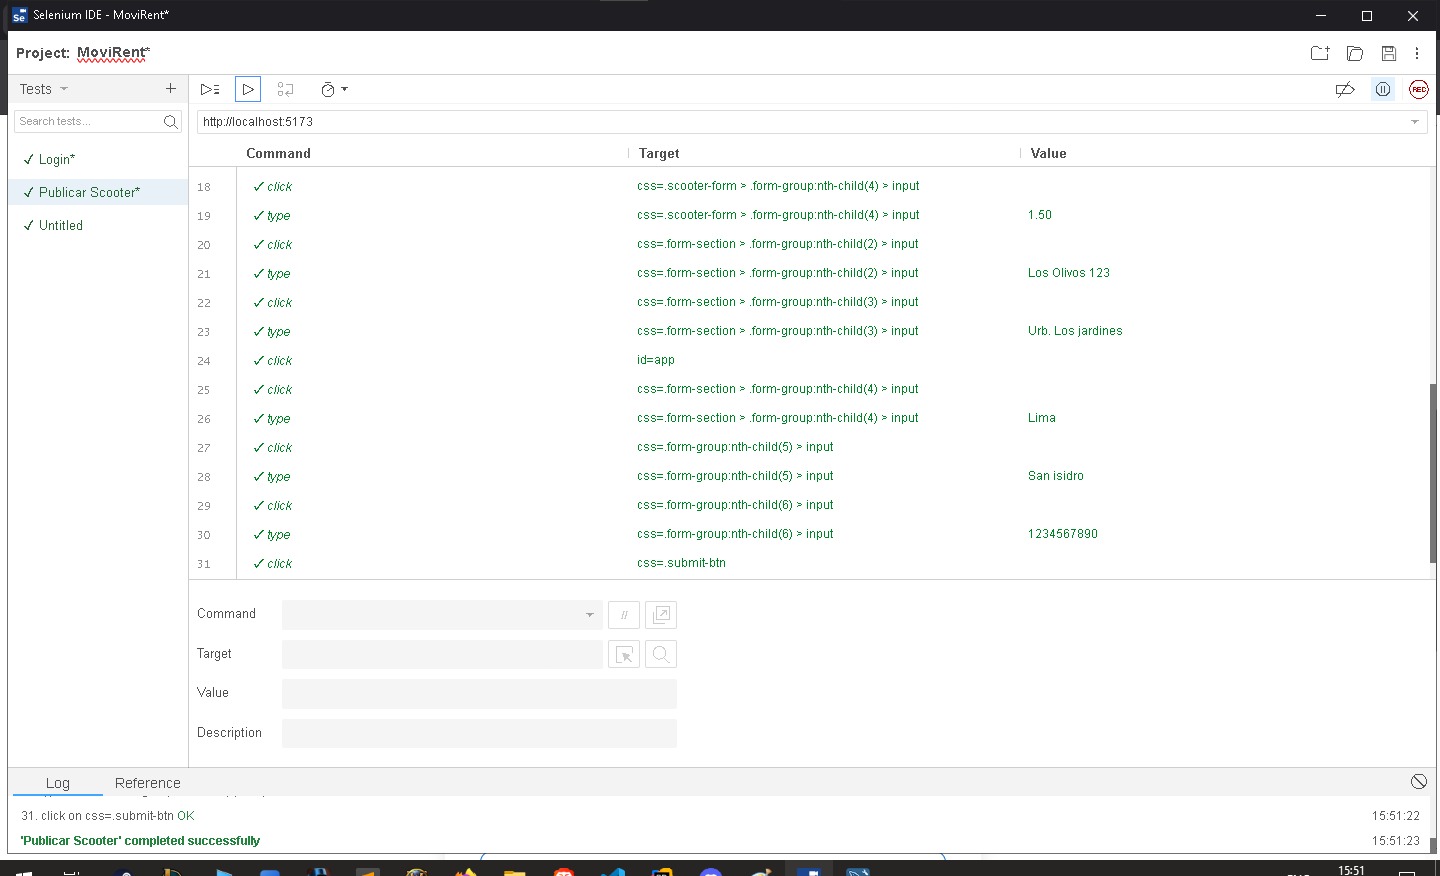 Selenium IDE - MoviRent*
Project: MoviRent*
Tests
Search tests...
✓ Login*
✓ Publicar Scooter*
✓ Untitled
REC
http://localhost:5173
Command Target Value
18 ✓ click css=.scooter-form > .form-group:nth-child(4) > input
19 ✓ type css=.scooter-form > .form-group:nth-child(4) > input 1.50
20 ✓ click css=.form-section > .form-group:nth-child(2) > input
21 ✓ type css=.form-section > .form-group:nth-child(2) > input Los Olivos 123
22 ✓ click css=.form-section > .form-group:nth-child(3) > input
23 ✓ type css=.form-section > .form-group:nth-child(3) > input Urb. Los jardines
24 ✓ click id=app
25 ✓ click css=.form-section > .form-group:nth-child(4) > input
26 ✓ type css=.form-section > .form-group:nth-child(4) > input Lima
27 ✓ click css=.form-group:nth-child(5) > input
28 ✓ type css=.form-group:nth-child(5) > input San isidro
29 ✓ click css=.form-group:nth-child(6) > input
30 ✓ type css=.form-group:nth-child(6) > input 1234567890
31 ✓ click css=.submit-btn
Command //
Target
Value
Description
Log Reference
31. click on css=.submit-btn OK 15:51:22
'Publicar Scooter' completed successfully 15:51:23
15:51